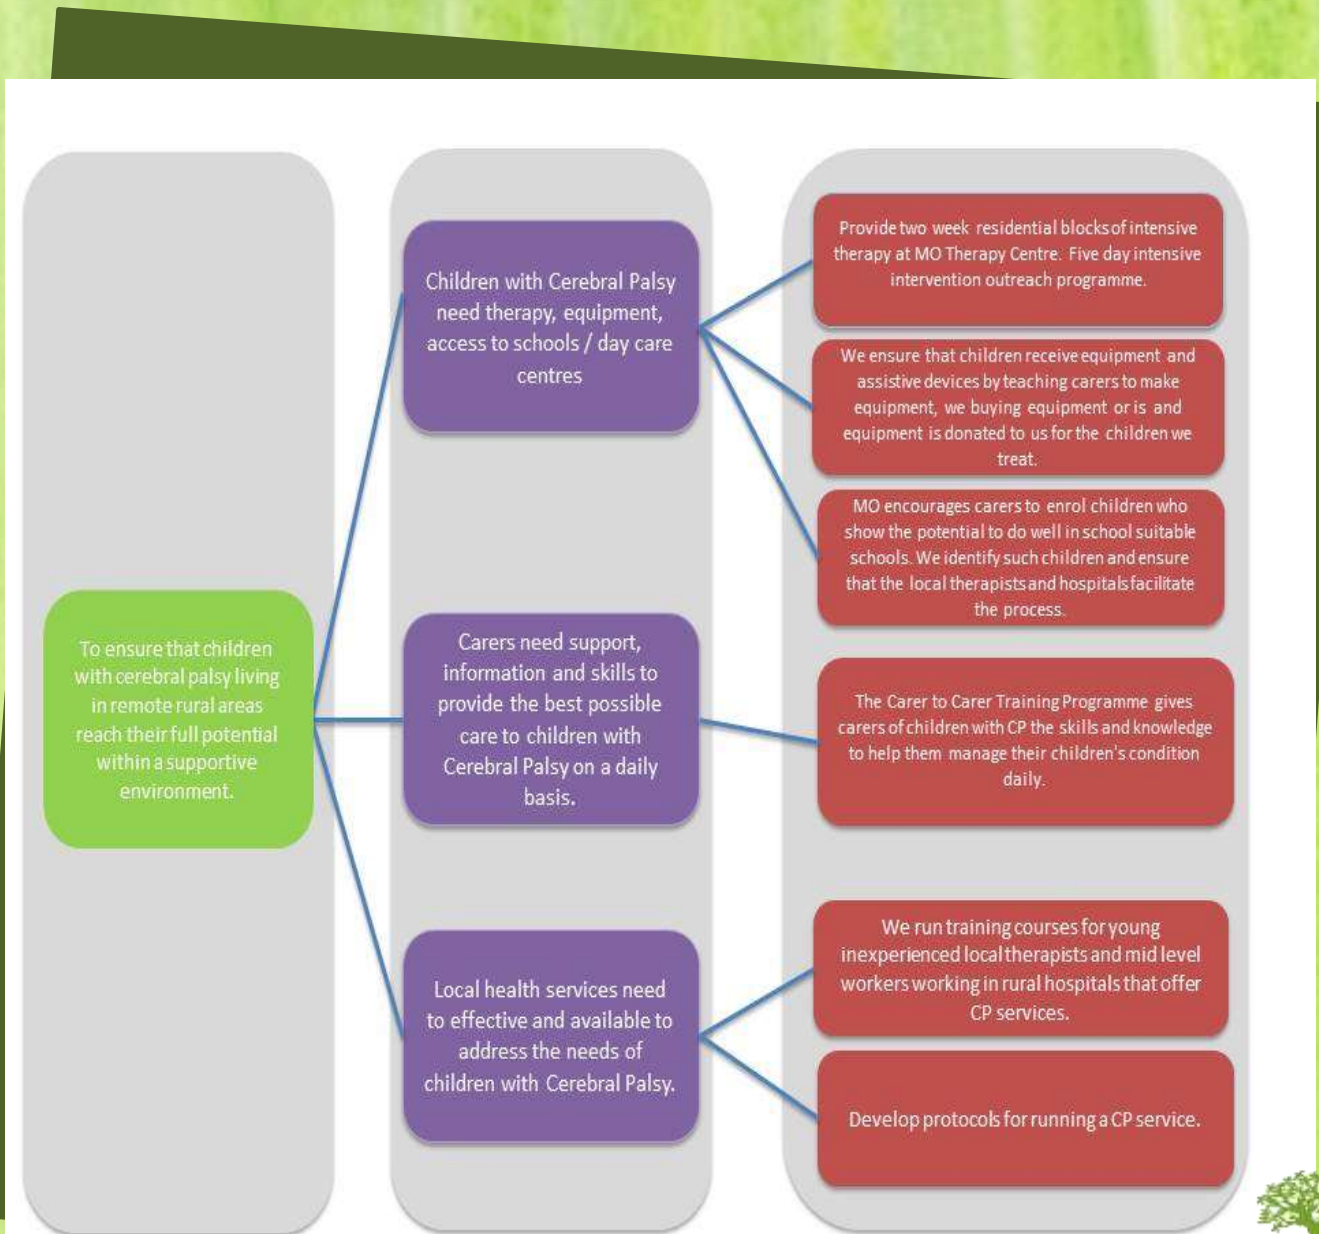 To ensure that children
with cerebral palsy living
in remote rural areas
reach their full potential
within a supportive
environment.
Children with Cerebral Palsy
need therapy, equipment,
access to schools / day care
centres
Provide two week residential blocks of intensive
therapy at MO Therapy Centre. Five day intensive
intervention outreach programme.
We ensure that children receive equipment and
assistive devices by teaching carers to make
equipment, we buying equipment or is and
equipment is donated to us for the children we
treat.
MO encourages carers to enrol children who
show the potential to do well in school suitable
schools. We identify such children and ensure
that the local therapists and hospitals facilitate
the process.
Carers need support,
information and skills to
provide the best possible
care to children with
Cerebral Palsy on a daily
basis.
The Carer to Carer Training Programme gives
carers of children with CP the skills and knowledge
to help them manage their children's condition
daily.
Local health services need
to effective and available to
address the needs of
children with Cerebral Palsy.
We run training courses for young
inexperienced local therapists and mid level
workers working in rural hospitals that offer
CP services.
Develop protocols for running a CP service.